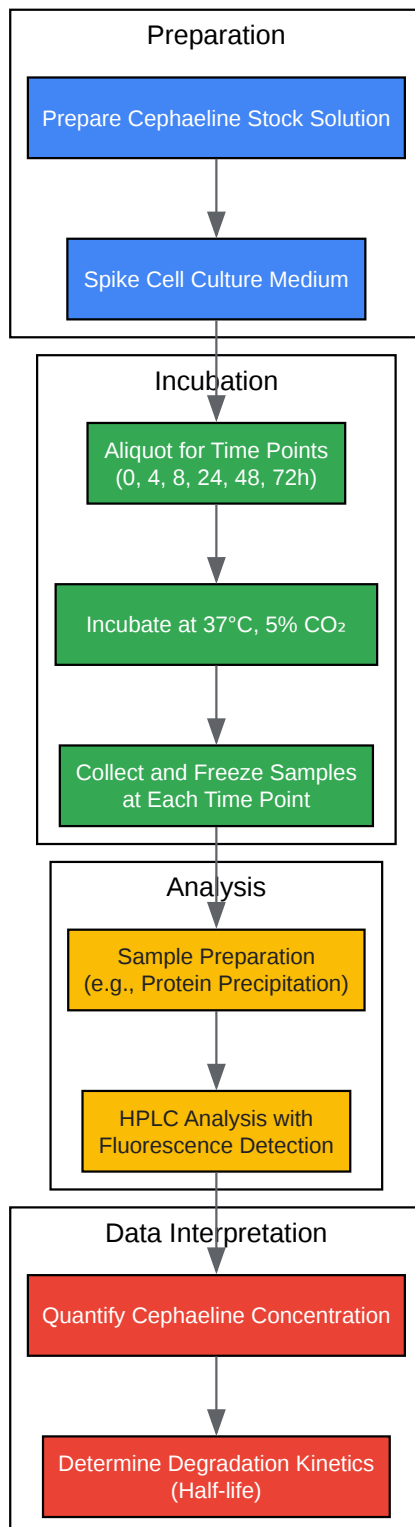 Preparation
Prepare Cephaeline Stock Solution
Spike Cell Culture Medium
Incubation
Aliquot for Time Points
(0, 4, 8, 24, 48, 72h)
Incubate at 37°C, 5% CO₂
Collect and Freeze Samples
at Each Time Point
Analysis
Sample Preparation
(e.g., Protein Precipitation)
HPLC Analysis with
Fluorescence Detection
Data Interpretation
Quantify Cephaeline Concentration
Determine Degradation Kinetics
(Half-life)